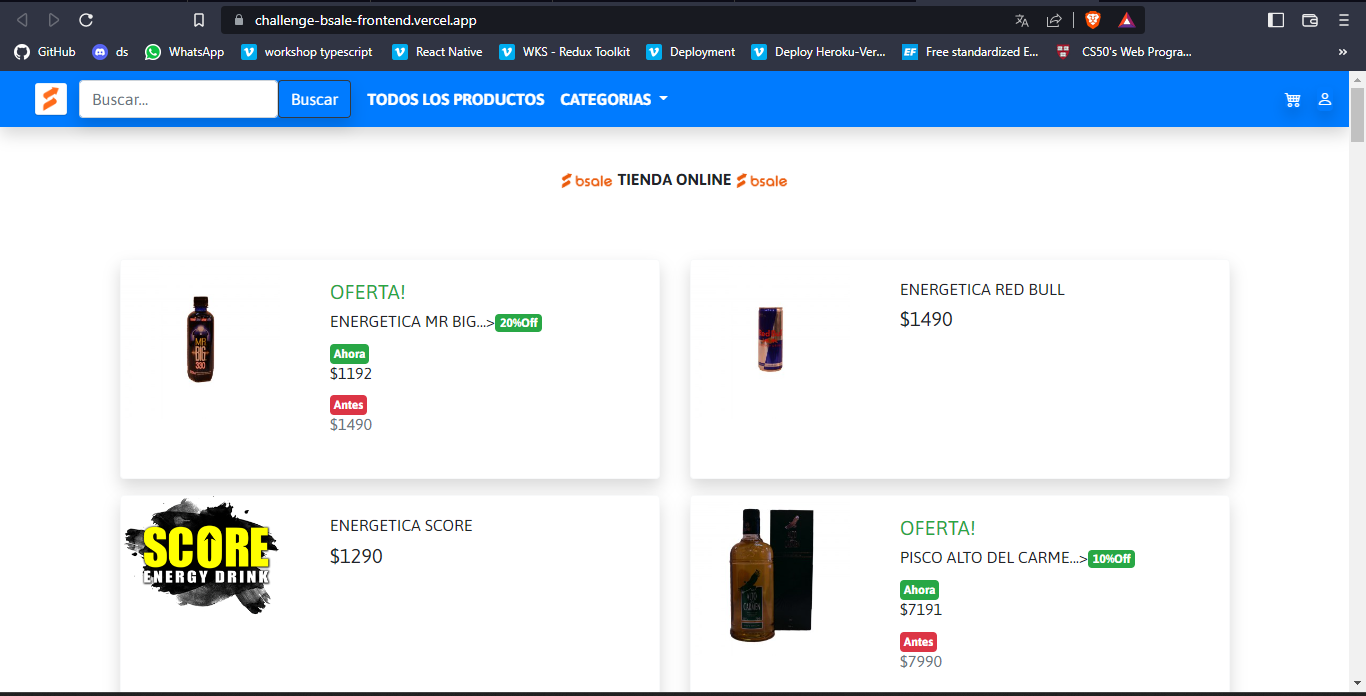 challenge-bsale-frontend.vercel.app
GitHub ds WhatsApp workshop typescript React Native WKS - Redux Toolkit Deployment Deploy Heroku-Ver... EF Free standardized E... CS50's Web Progra... »
Buscar... Buscar TODOS LOS PRODUCTOS CATEGORIAS
bsale TIENDA ONLINE bsale
OFERTA!
ENERGETICA MR BIG...> 20%Off
Ahora
$1192
Antes
$1490
MR
BIG
330
ENERGETICA RED BULL
$1490
SCORE
ENERGY DRINK
ENERGETICA SCORE
$1290
OFERTA!
PISCO ALTO DEL CARME...> 10%Off
Ahora
$7191
Antes
$7990